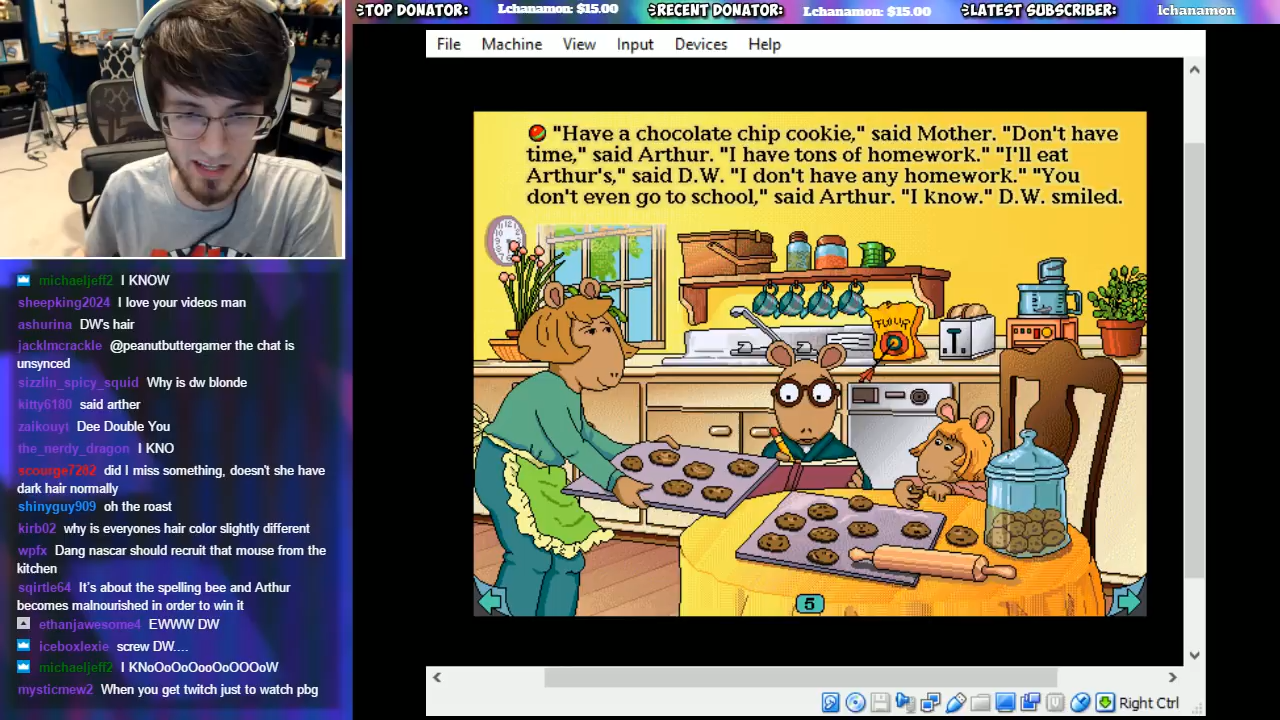 TOP DONATOR: Lchanamon: $15.00 RECENT DONATOR: Lchanamon: $15.00 LATEST SUBSCRIBER: lchanamon
File Machine View Input Devices Help
"Have a chocolate chip cookie," said Mother. "Don't have
time," said Arthur. "I have tons of homework." "I'll eat
Arthur's," said D.W. "I don't have any homework." "You
don't even go to school," said Arthur. "I know." D.W. smiled.
FLOUR
5
michaeljeff2 I KNOW
sheepking2024 I love your videos man
ashurina DW's hair
jacklmcrackle @peanutbuttergamer the chat is
unsynced
sizzlin_spicy_squid Why is dw blonde
kitty6180 said arther
zaikouyt Dee Double You
the_nerdy_dragon I KNO
scourge7282 did I miss something, doesn't she have
dark hair normally
shinyguy909 oh the roast
kirb02 why is everyones hair color slightly different
wpfx Dang nascar should recruit that mouse from the
kitchen
sqirtle64 It's about the spelling bee and Arthur
becomes malnourished in order to win it
ethanjawesome4 EWWW DW
iceboxlexie screw DW....
michaeljeff2 I KNoOoOoOooOoOOOoW
mysticmew2 When you get twitch just to watch pbg
Right Ctrl